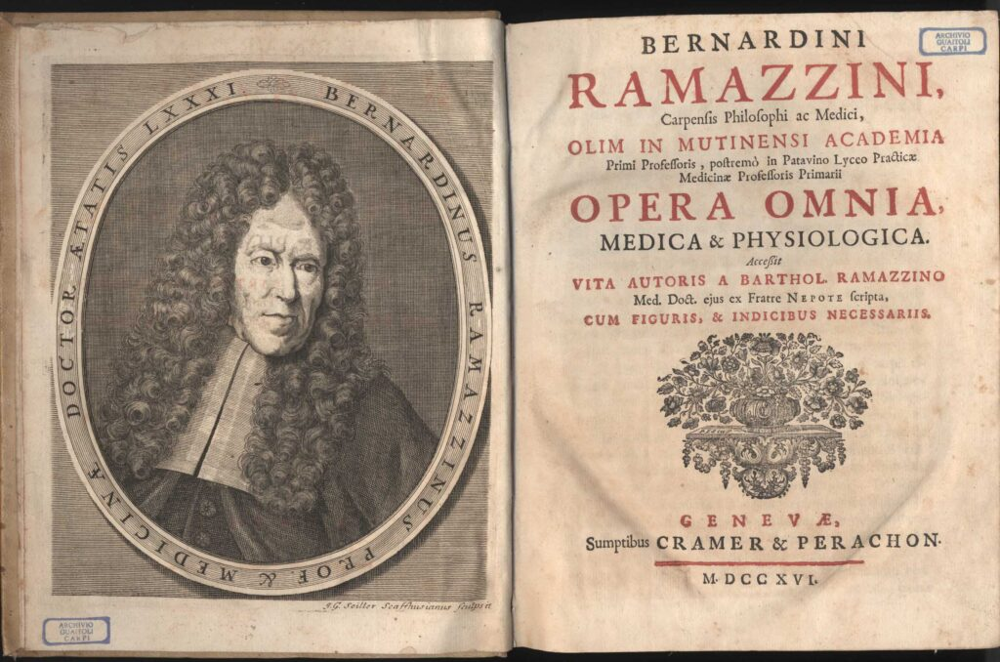 BERNARDINUS RAMAZZINUS PROF & MEDICINÆ DOCTOR ÆTATIS LXXXI.
J.G. Seiller Scaffhusianus sculpsit
ARCHIVIO
GUAITOLI
CARPI
ARCHIVIO
GUAITOLI
CARPI
BERNARDINI
RAMAZZINI,
Carpenſis Philoſophi ac Medici,
OLIM IN MUTINENSI ACADEMIA
Primi Profeſſoris, poſtremò in Patavino Lyceo Practicæ
Medicinæ Profeſſoris Primarii
OPERA OMNIA,
MEDICA & PHYSIOLOGICA.
Acceßit
VITA AUTORIS A BARTHOL. RAMAZZINO
Med. Doct. ejus ex Fratre NEPOTE ſcripta,
CUM FIGURIS, & INDICIBUS NECESSARIIS.
GENEVÆ,
Sumptibus CRAMER & PERACHON.
M. DCC XVI.